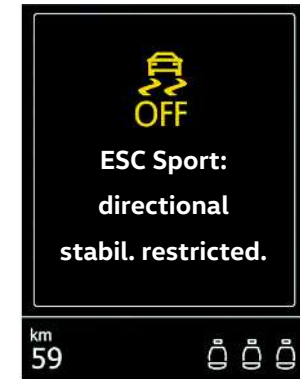 OFF
ESC Sport:
directional
stabil. restricted.
km
59